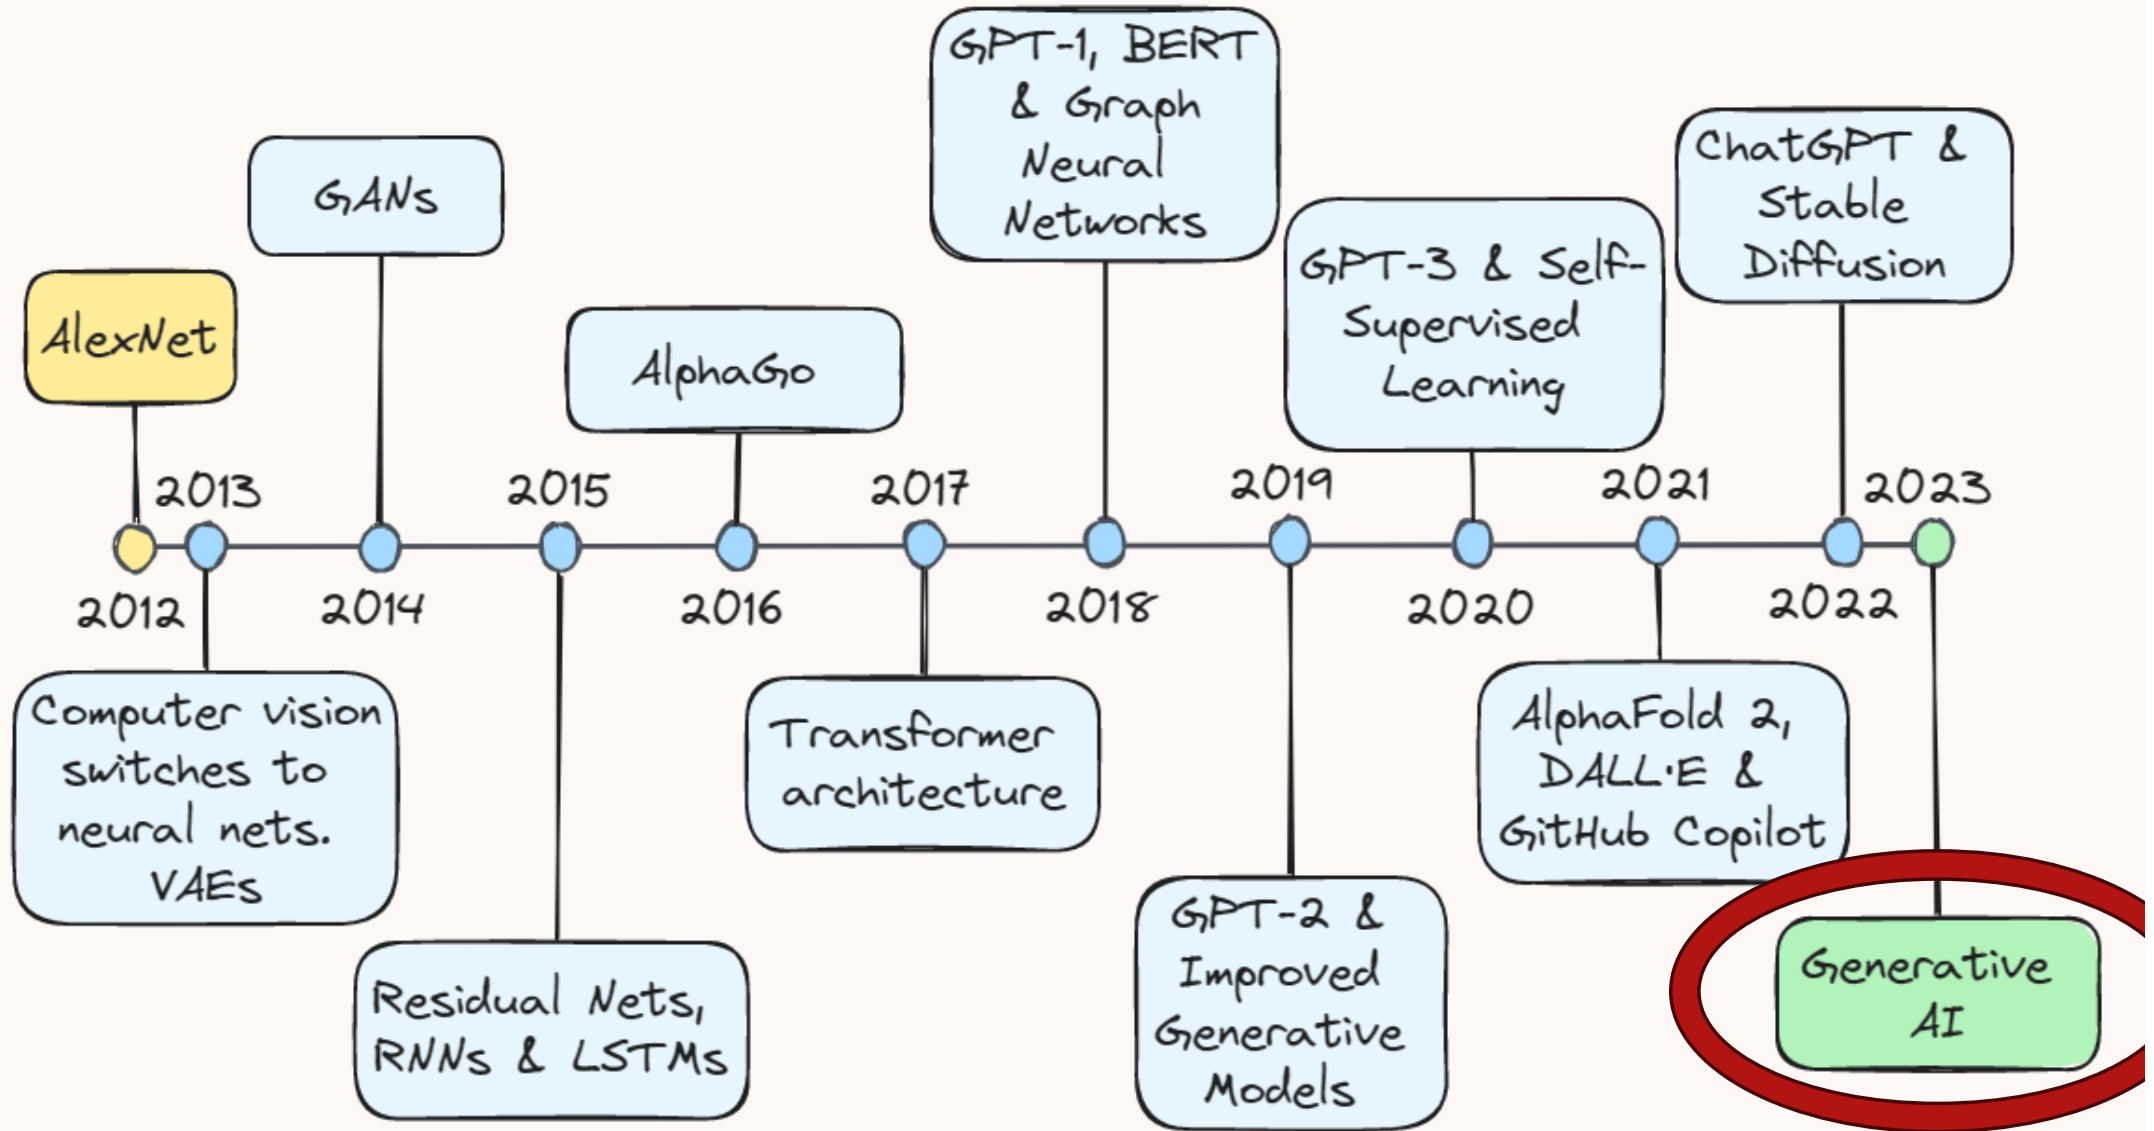 GPT-1, BERT
& Graph
Neural
Networks
ChatGPT &
Stable
Diffusion
GANs
GPT-3 & Self-
Supervised
Learning
AlexNet
AlphaGo
2013
2015
2017
2019
2021
2023
2012
2014
2016
2018
2020
2022
Computer vision
switches to
neural nets.
VAEs
Transformer
architecture
AlphaFold 2,
DALL·E &
GitHub Copilot
Residual Nets,
RNNs & LSTMs
GPT-2 &
Improved
Generative
Models
Generative
AI